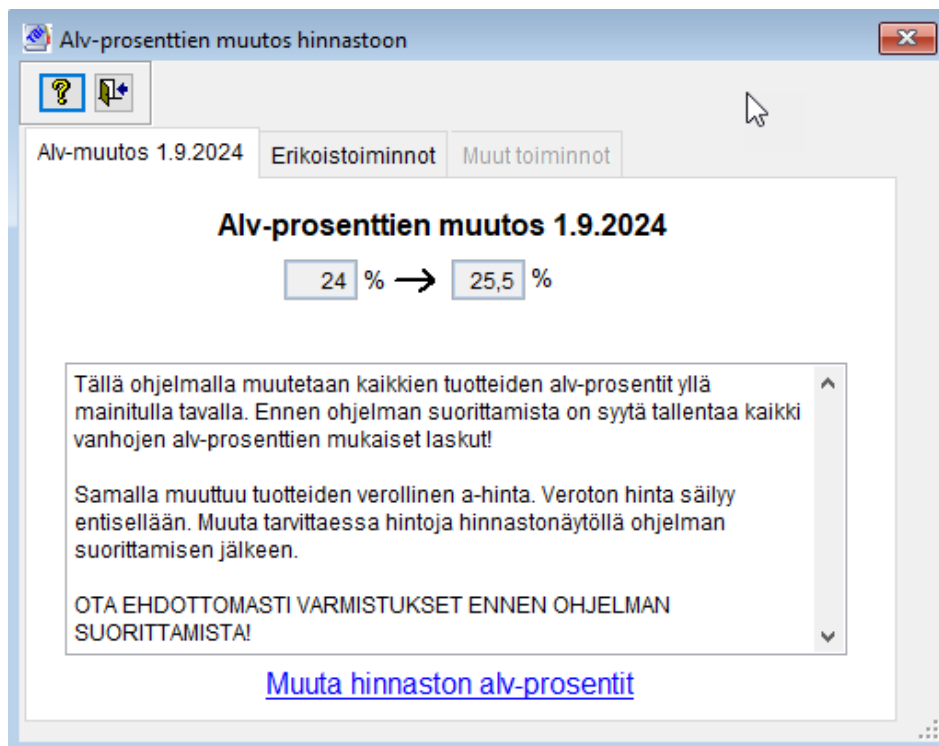 Alv-prosenttien muutos hinnastoon
Alv-muutos 1.9.2024 Erikoistoiminnot Muut toiminnot
Alv-prosenttien muutos 1.9.2024
24 % → 25,5 %
Tällä ohjelmalla muutetaan kaikkien tuotteiden alv-prosentit yllä
mainitulla tavalla. Ennen ohjelman suorittamista on syytä tallentaa kaikki
vanhojen alv-prosenttien mukaiset laskut!
Samalla muuttuu tuotteiden verollinen a-hinta. Veroton hinta säilyy
entisellään. Muuta tarvittaessa hintoja hinnastonäytöllä ohjelman
suorittamisen jälkeen.
OTA EHDOTTOMASTI VARMISTUKSET ENNEN OHJELMAN
SUORITTAMISTA!
Muuta hinnaston alv-prosentit